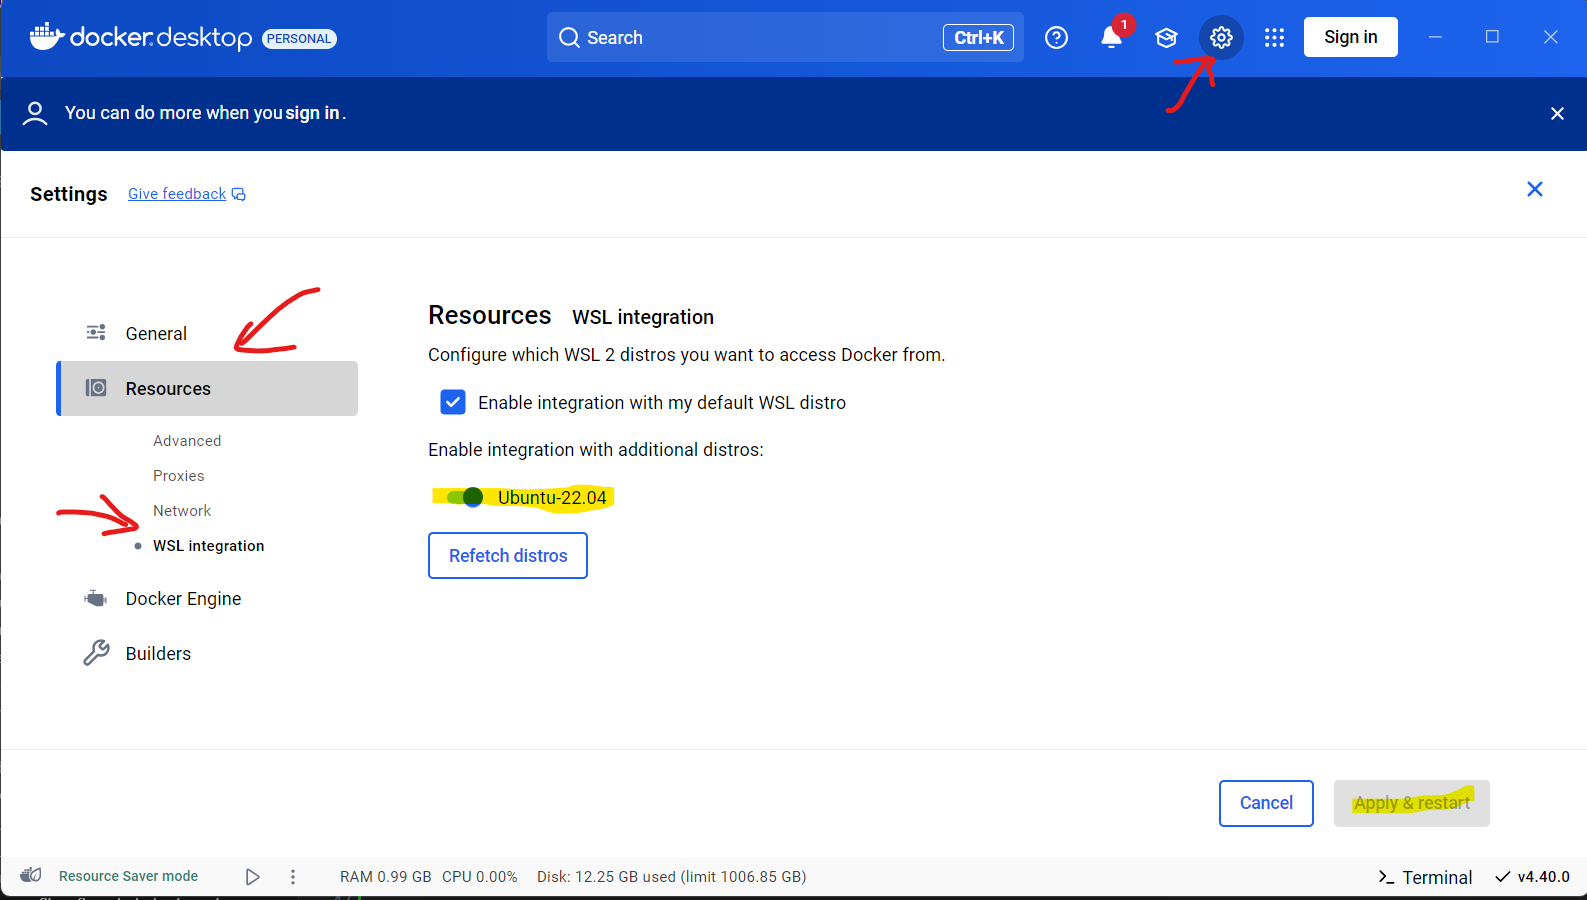 docker.desktop PERSONAL
Search Ctrl+K
1
Sign in
You can do more when you sign in.
Settings Give feedback
General
Resources
Advanced
Proxies
Network
WSL integration
Docker Engine
Builders
Resources WSL integration
Configure which WSL 2 distros you want to access Docker from.
Enable integration with my default WSL distro
Enable integration with additional distros:
Ubuntu-22.04
Refetch distros
Cancel
Apply & restart
Resource Saver mode
RAM 0.99 GB CPU 0.00% Disk: 12.25 GB used (limit 1006.85 GB)
Terminal
v4.40.0